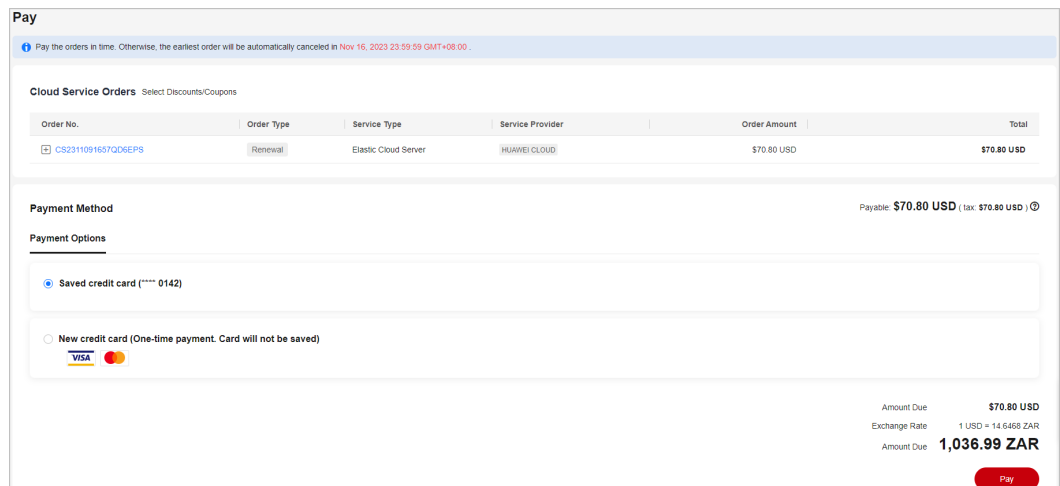 Pay
Pay the orders in time. Otherwise, the earliest order will be automatically canceled in Nov 16, 2023 23:59:59 GMT+08:00 .
Cloud Service Orders Select Discounts/Coupons
Order No. Order Type Service Type Service Provider Order Amount Total
CS2311091657QD6EPS Renewal Elastic Cloud Server HUAWEI CLOUD $70.80 USD $70.80 USD
Payment Method Payable: $70.80 USD ( tax: $70.80 USD )
Payment Options
Saved credit card (**** 0142)
New credit card (One-time payment. Card will not be saved)
VISA
Amount Due $70.80 USD
Exchange Rate 1 USD = 14.6468 ZAR
Amount Due 1,036.99 ZAR
Pay